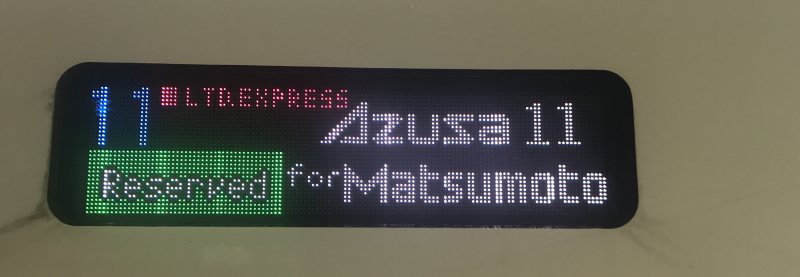 11 LTD.EXPRESS Azusa 11
Reserved for Matsumoto